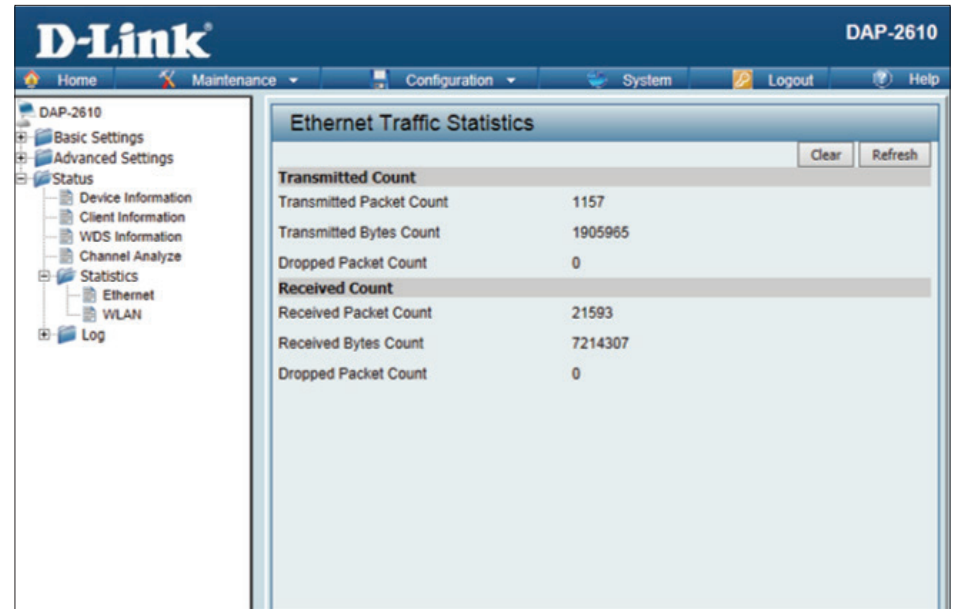 D-Link
DAP-2610
Home Maintenance Configuration System Logout Help
DAP-2610
Basic Settings
Advanced Settings
Status
Device Information
Client Information
WDS Information
Channel Analyze
Statistics
Ethernet
WLAN
Log
Ethernet Traffic Statistics
Clear Refresh
Transmitted Count
Transmitted Packet Count 1157
Transmitted Bytes Count 1905965
Dropped Packet Count 0
Received Count
Received Packet Count 21593
Received Bytes Count 7214307
Dropped Packet Count 0